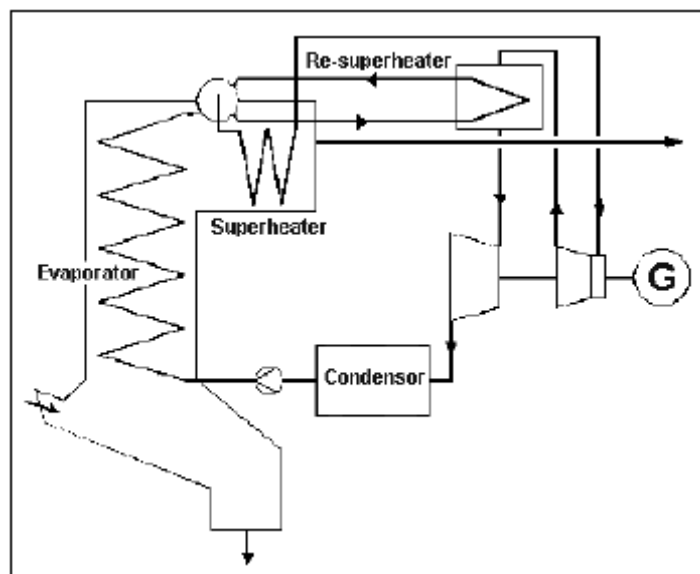 Re-superheater
Superheater
Evaporator
G
Condensor